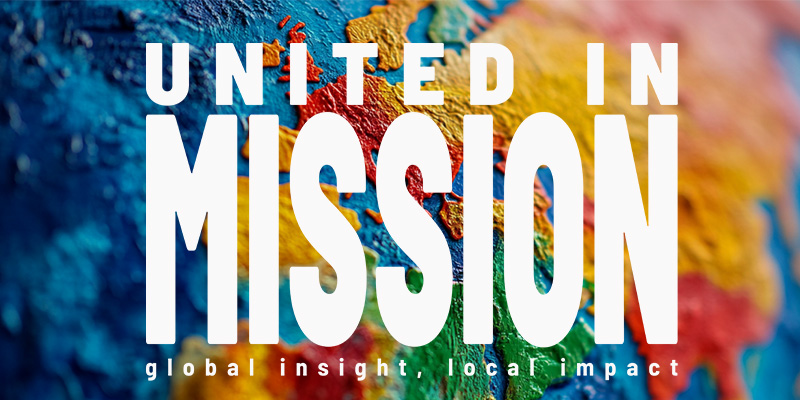 UNITED IN
MISSION
global insight, local impact